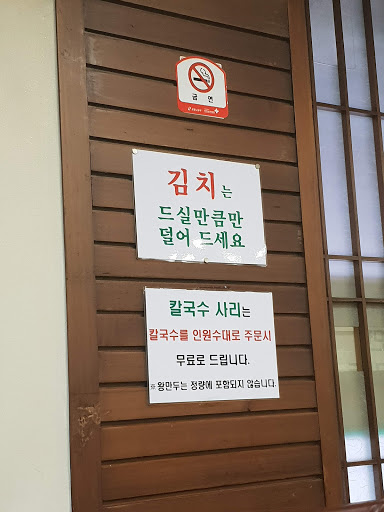 금 연
김치는
드실만큼만
덜어 드세요
칼국수 사리는
칼국수를 인원수대로 주문시
무료로 드립니다.
※왕만두는 정량에 포함되지 않습니다.